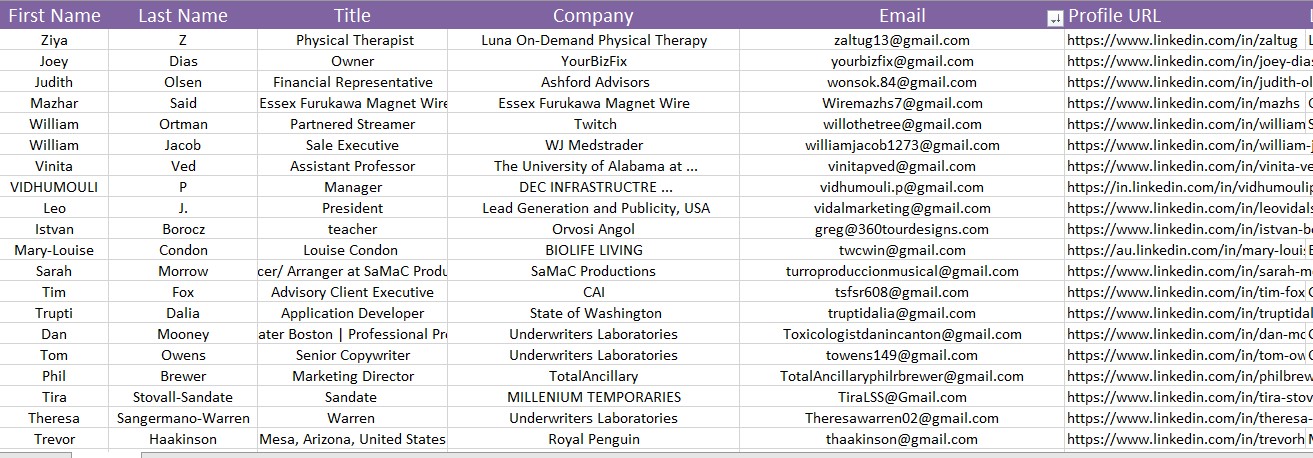 First Name Last Name Title Company Email Profile URL
Ziya Z Physical Therapist Luna On-Demand Physical Therapy zaltug13@gmail.com https://www.linkedin.com/in/zaltug
Joey Dias Owner YourBizFix yourbizfix@gmail.com https://www.linkedin.com/in/joey-dias
Judith Olsen Financial Representative Ashford Advisors wonsok.84@gmail.com https://www.linkedin.com/in/judith-ol
Mazhar Said Essex Furukawa Magnet Wire Essex Furukawa Magnet Wire Wiremazhs7@gmail.com https://www.linkedin.com/in/mazhs
William Ortman Partnered Streamer Twitch willothetree@gmail.com https://www.linkedin.com/in/william
William Jacob Sale Executive WJ Medstrader williamjacob1273@gmail.com https://www.linkedin.com/in/william-j
Vinita Ved Assistant Professor The University of Alabama at ... vinitapved@gmail.com https://www.linkedin.com/in/vinita-ve
VIDHUMOULI P Manager DEC INFRASTRUCTRE ... vidhumouli.p@gmail.com https://in.linkedin.com/in/vidhumoulip
Leo J. President Lead Generation and Publicity, USA vidalmarketing@gmail.com https://www.linkedin.com/in/leovidals
Istvan Borocz teacher Orvosi Angol greg@360tourdesigns.com https://www.linkedin.com/in/istvan-b
Mary-Louise Condon Louise Condon BIOLIFE LIVING twcwin@gmail.com https://au.linkedin.com/in/mary-louis
Sarah Morrow cer/ Arranger at SaMaC Produ SaMaC Productions turroproduccionmusical@gmail.com https://www.linkedin.com/in/sarah-m
Tim Fox Advisory Client Executive CAI tsfsr608@gmail.com https://www.linkedin.com/in/tim-fox
Trupti Dalia Application Developer State of Washington truptidalia@gmail.com https://www.linkedin.com/in/truptidal
Dan Mooney ater Boston | Professional Pr Underwriters Laboratories Toxicologistdanincanton@gmail.com https://www.linkedin.com/in/dan-mo
Tom Owens Senior Copywriter Underwriters Laboratories towens149@gmail.com https://www.linkedin.com/in/tom-ow
Phil Brewer Marketing Director TotalAncillary TotalAncillaryphilrbrewer@gmail.com https://www.linkedin.com/in/philbrew
Tira Stovall-Sandate Sandate MILLENIUM TEMPORARIES TiraLSS@Gmail.com https://www.linkedin.com/in/tira-stov
Theresa Sangermano-Warren Warren Underwriters Laboratories Theresawarren02@gmail.com https://www.linkedin.com/in/theresa-
Trevor Haakinson Mesa, Arizona, United States Royal Penguin thaakinson@gmail.com https://www.linkedin.com/in/trevorh